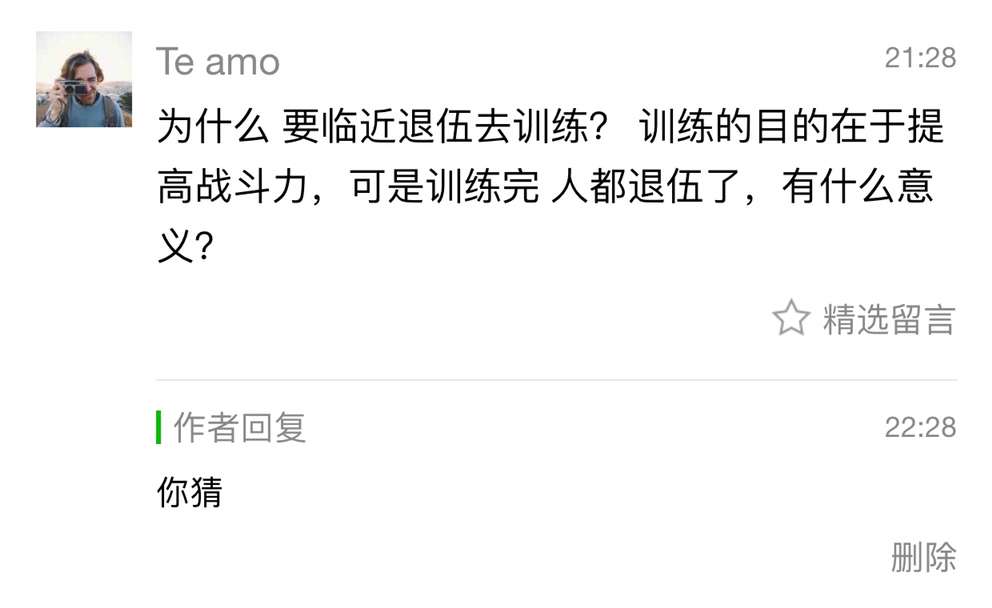 Te amo
21:28
为什么 要临近退伍去训练? 训练的目的在于提
高战斗力，可是训练完 人都退伍了，有什么意
义?
精选留言
作者回复
22:28
你猜
删除